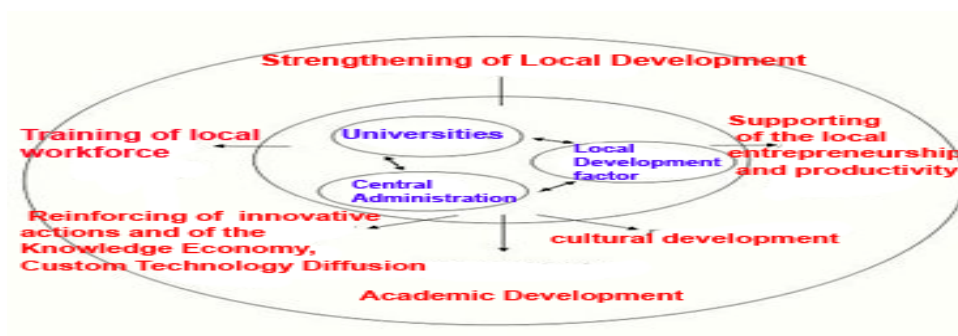 Strengthening of Local Development
Training of local
workforce
Universities
Local
Development
factor
Central
Administration
Supporting
of the local
entrepreneurship
and productivity
Reinforcing of innovative
actions and of the
Knowledge Economy,
Custom Technology Diffusion
cultural development
Academic Development